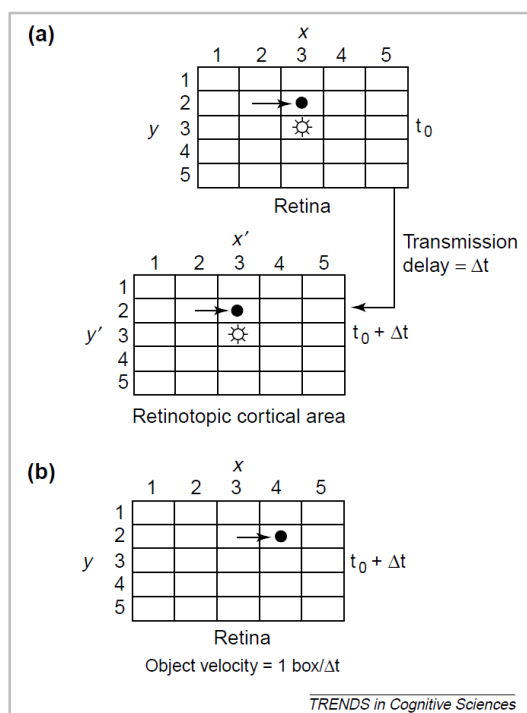 (a)
x
1 2 3 4 5
1
2
y 3 t0
4
5
Retina
Transmission
delay = Δt
x′
1 2 3 4 5
1
2
y′ 3 t0 + Δt
4
5
Retinotopic cortical area
(b)
x
1 2 3 4 5
1
2
y 3 t0 + Δt
4
5
Retina
Object velocity = 1 box/Δt
TRENDS in Cognitive Sciences